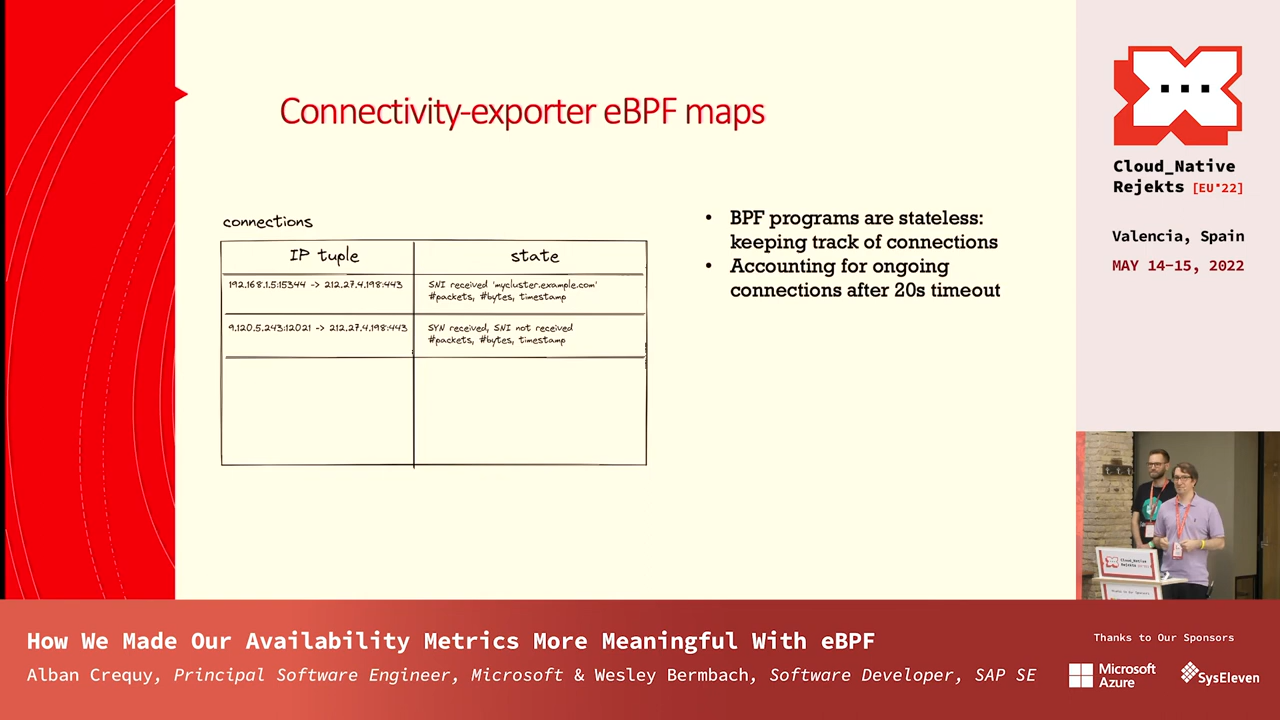 Connectivity-exporter eBPF maps
connections
IP tuple
state
192.168.1.5:15344 -> 212.27.4.198:443
SNI received 'mycluster.example.com'
#packets, #bytes, timestamp
9.120.5.243:12021 -> 212.27.4.198:443
SYN received, SNI not received
#packets, #bytes, timestamp
• BPF programs are stateless:
keeping track of connections
• Accounting for ongoing
connections after 20s timeout
Cloud_Native
Rejekts [EU*22]
Valencia, Spain
MAY 14-15, 2022
Cloud_Native
Rejekts
How We Made Our Availability Metrics More Meaningful With eBPF
Alban Crequy, Principal Software Engineer, Microsoft & Wesley Bermbach, Software Developer, SAP SE
Thanks to Our Sponsors
Microsoft
Azure
SysEleven